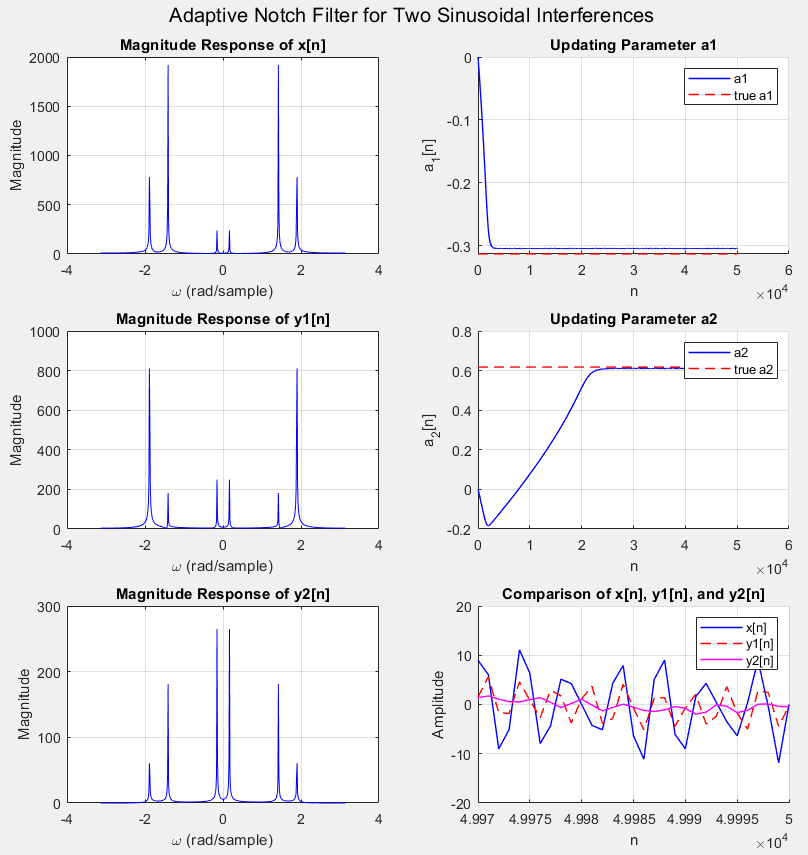 Adaptive Notch Filter for Two Sinusoidal Interferences
Magnitude Response of x[n]
Magnitude
2000
1500
1000
500
0
-4
-2
0
2
4
ω (rad/sample)
Updating Parameter a1
a1[n]
0
-0.1
-0.2
-0.3
a1
true a1
0
1
2
3
4
5
6
n
×10^4
Magnitude Response of y1[n]
Magnitude
1000
800
600
400
200
0
-4
-2
0
2
4
ω (rad/sample)
Updating Parameter a2
a2[n]
0.8
0.6
0.4
0.2
0
-0.2
a2
true a2
0
1
2
3
4
5
6
n
×10^4
Magnitude Response of y2[n]
Magnitude
300
200
100
0
-4
-2
0
2
4
ω (rad/sample)
Comparison of x[n], y1[n], and y2[n]
Amplitude
20
10
0
-10
-20
x[n]
y1[n]
y2[n]
4.997
4.9975
4.998
4.9985
4.999
4.9995
5
n
×10^4